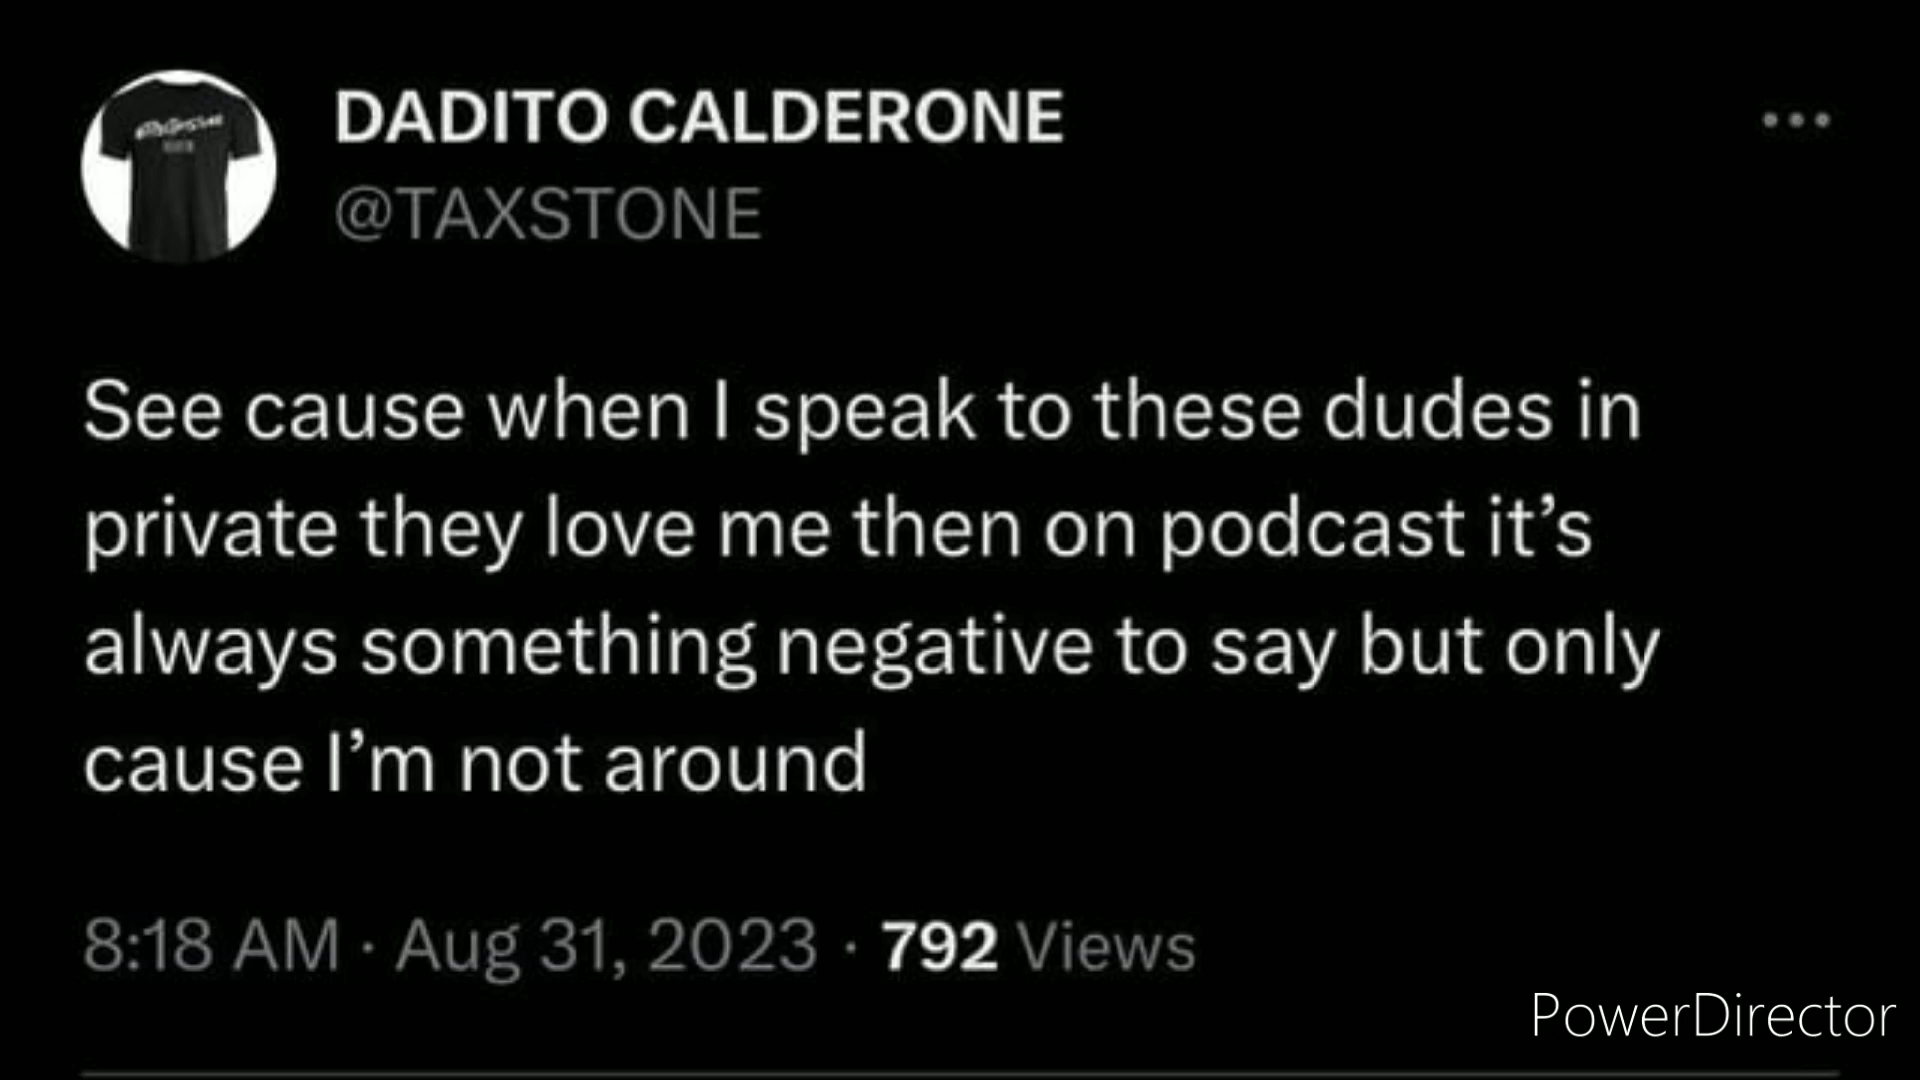 DADITO CALDERONE
@TAXSTONE
See cause when I speak to these dudes in
private they love me then on podcast it’s
always something negative to say but only
cause I’m not around
8:18 AM · Aug 31, 2023 · 792 Views
PowerDirector